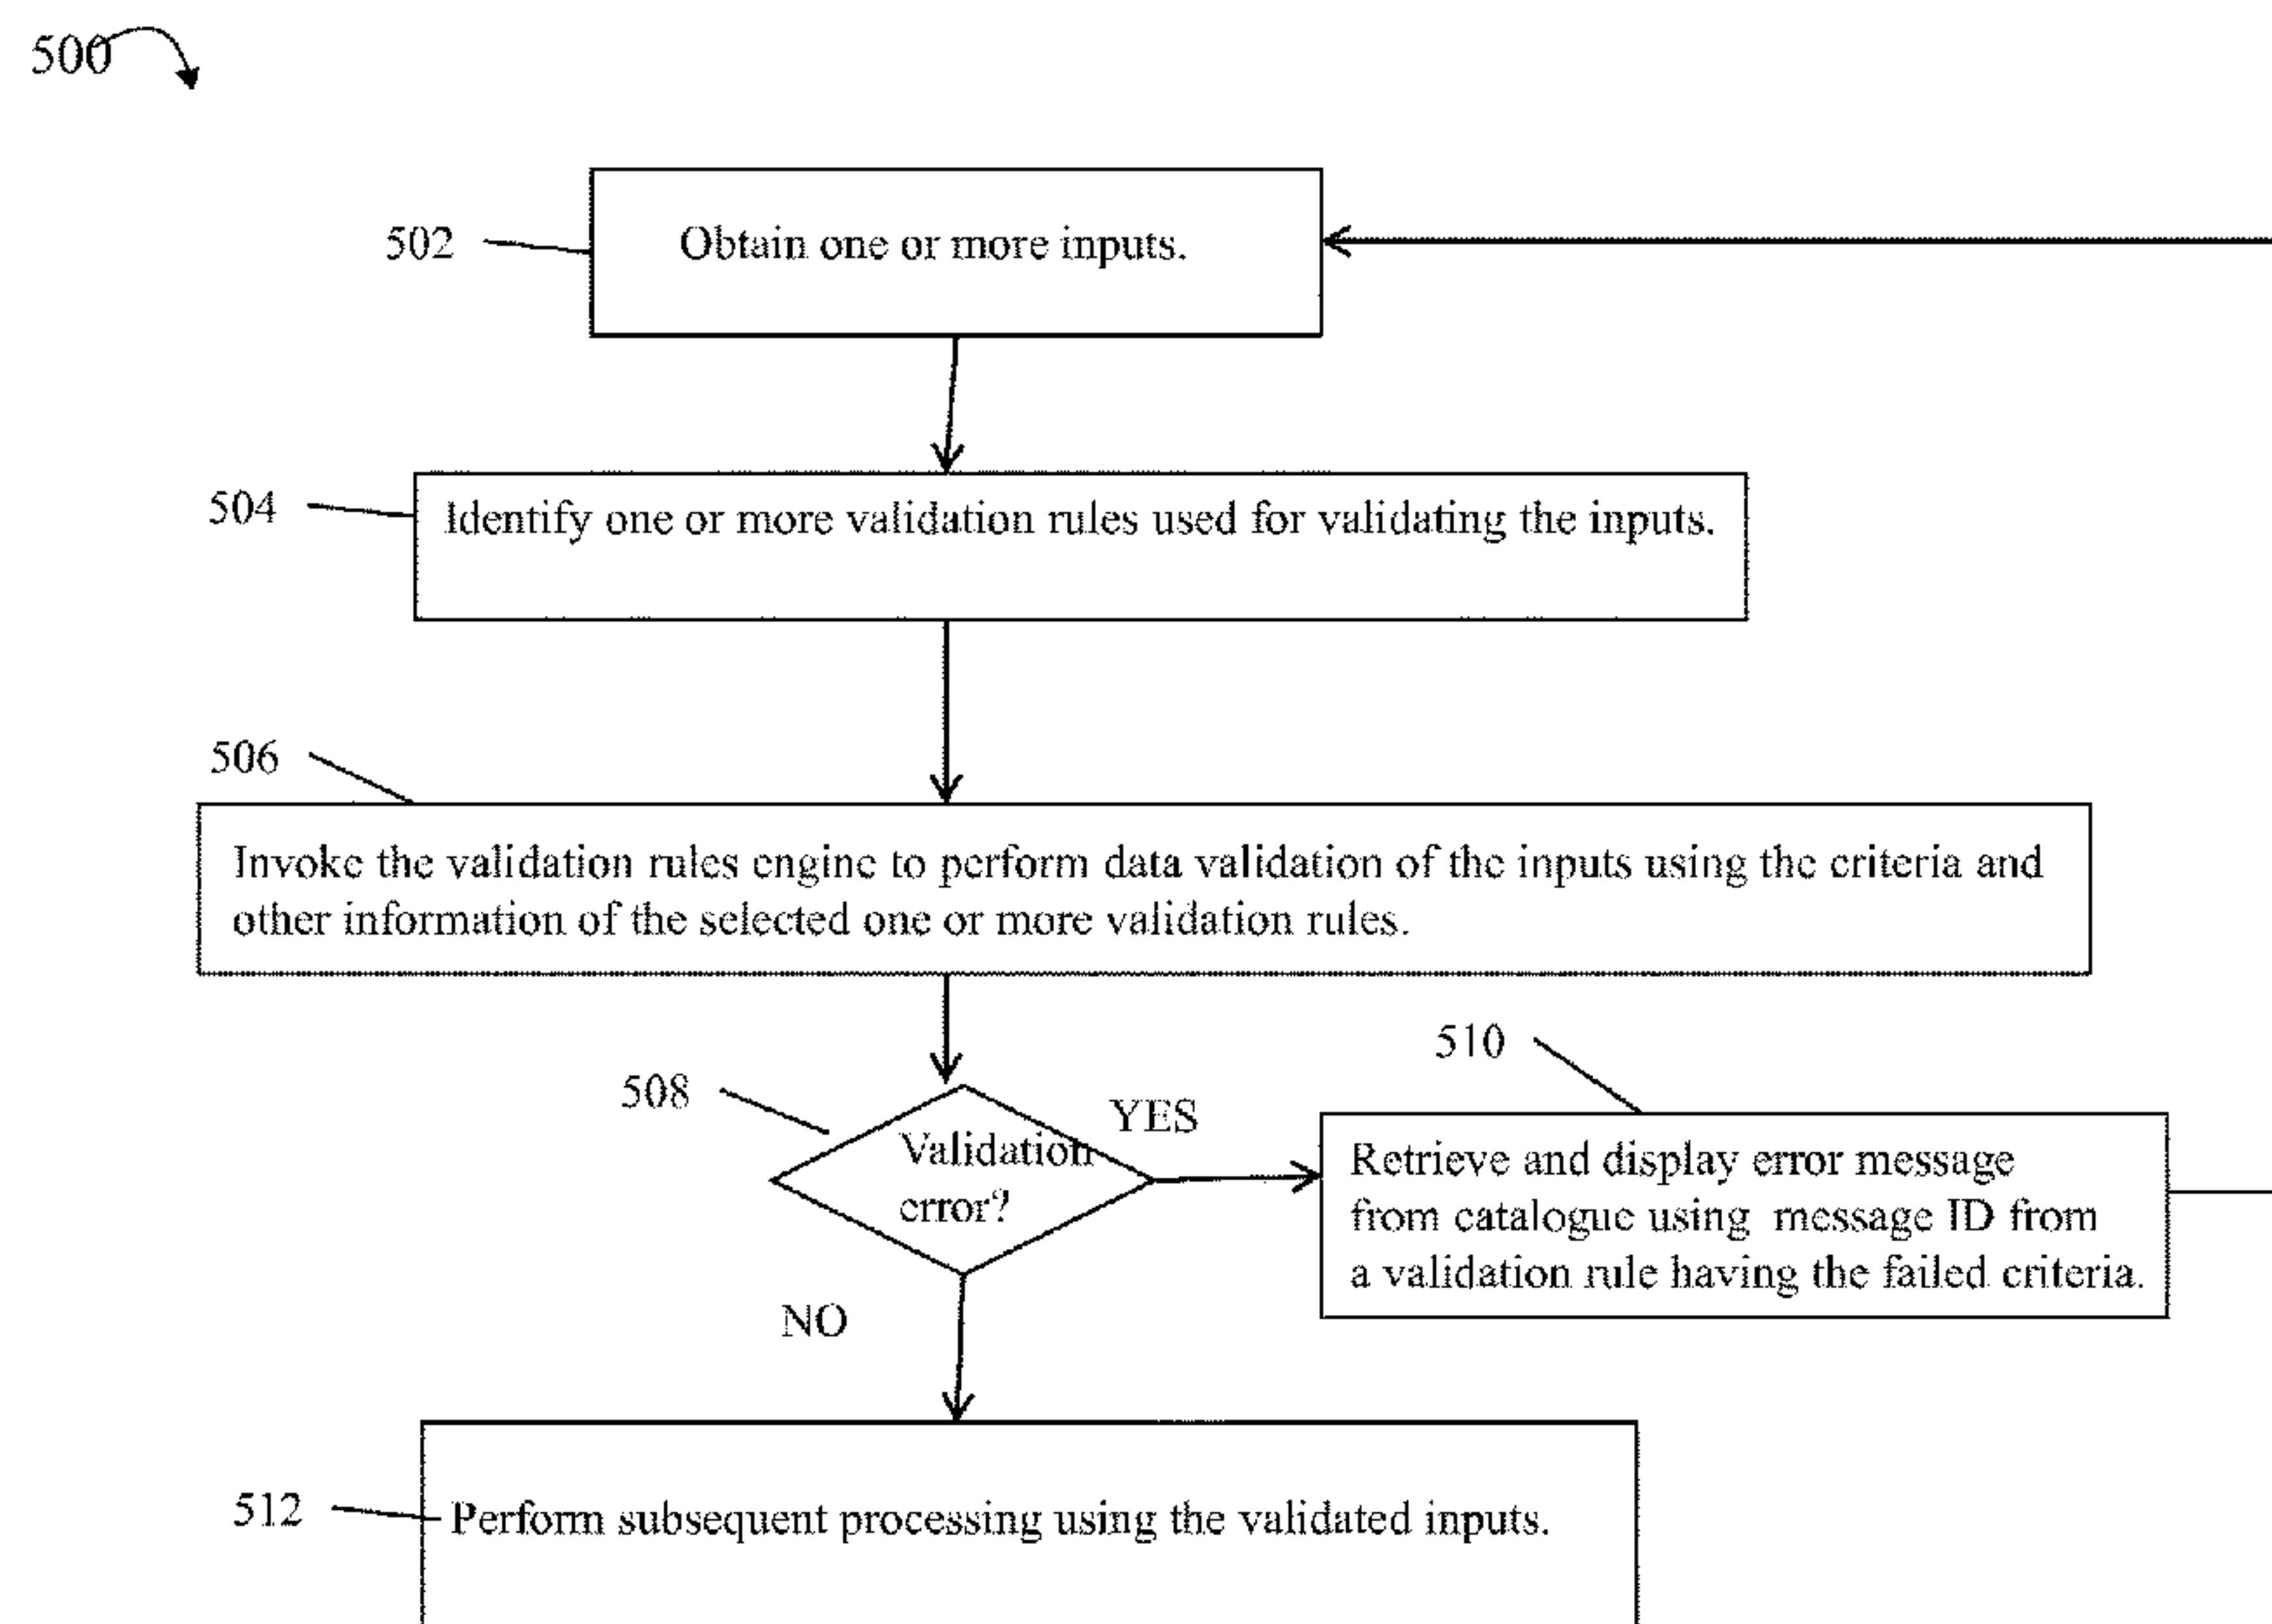 500
502
Obtain one or more inputs.
504
Identify one or more validation rules used for validating the inputs.
506
Invoke the validation rules engine to perform data validation of the inputs using the criteria and
other information of the selected one or more validation rules.
508
Validation
error?
YES
510
Retrieve and display error message
from catalogue using message ID from
a validation rule having the failed criteria.
NO
512
Perform subsequent processing using the validated inputs.